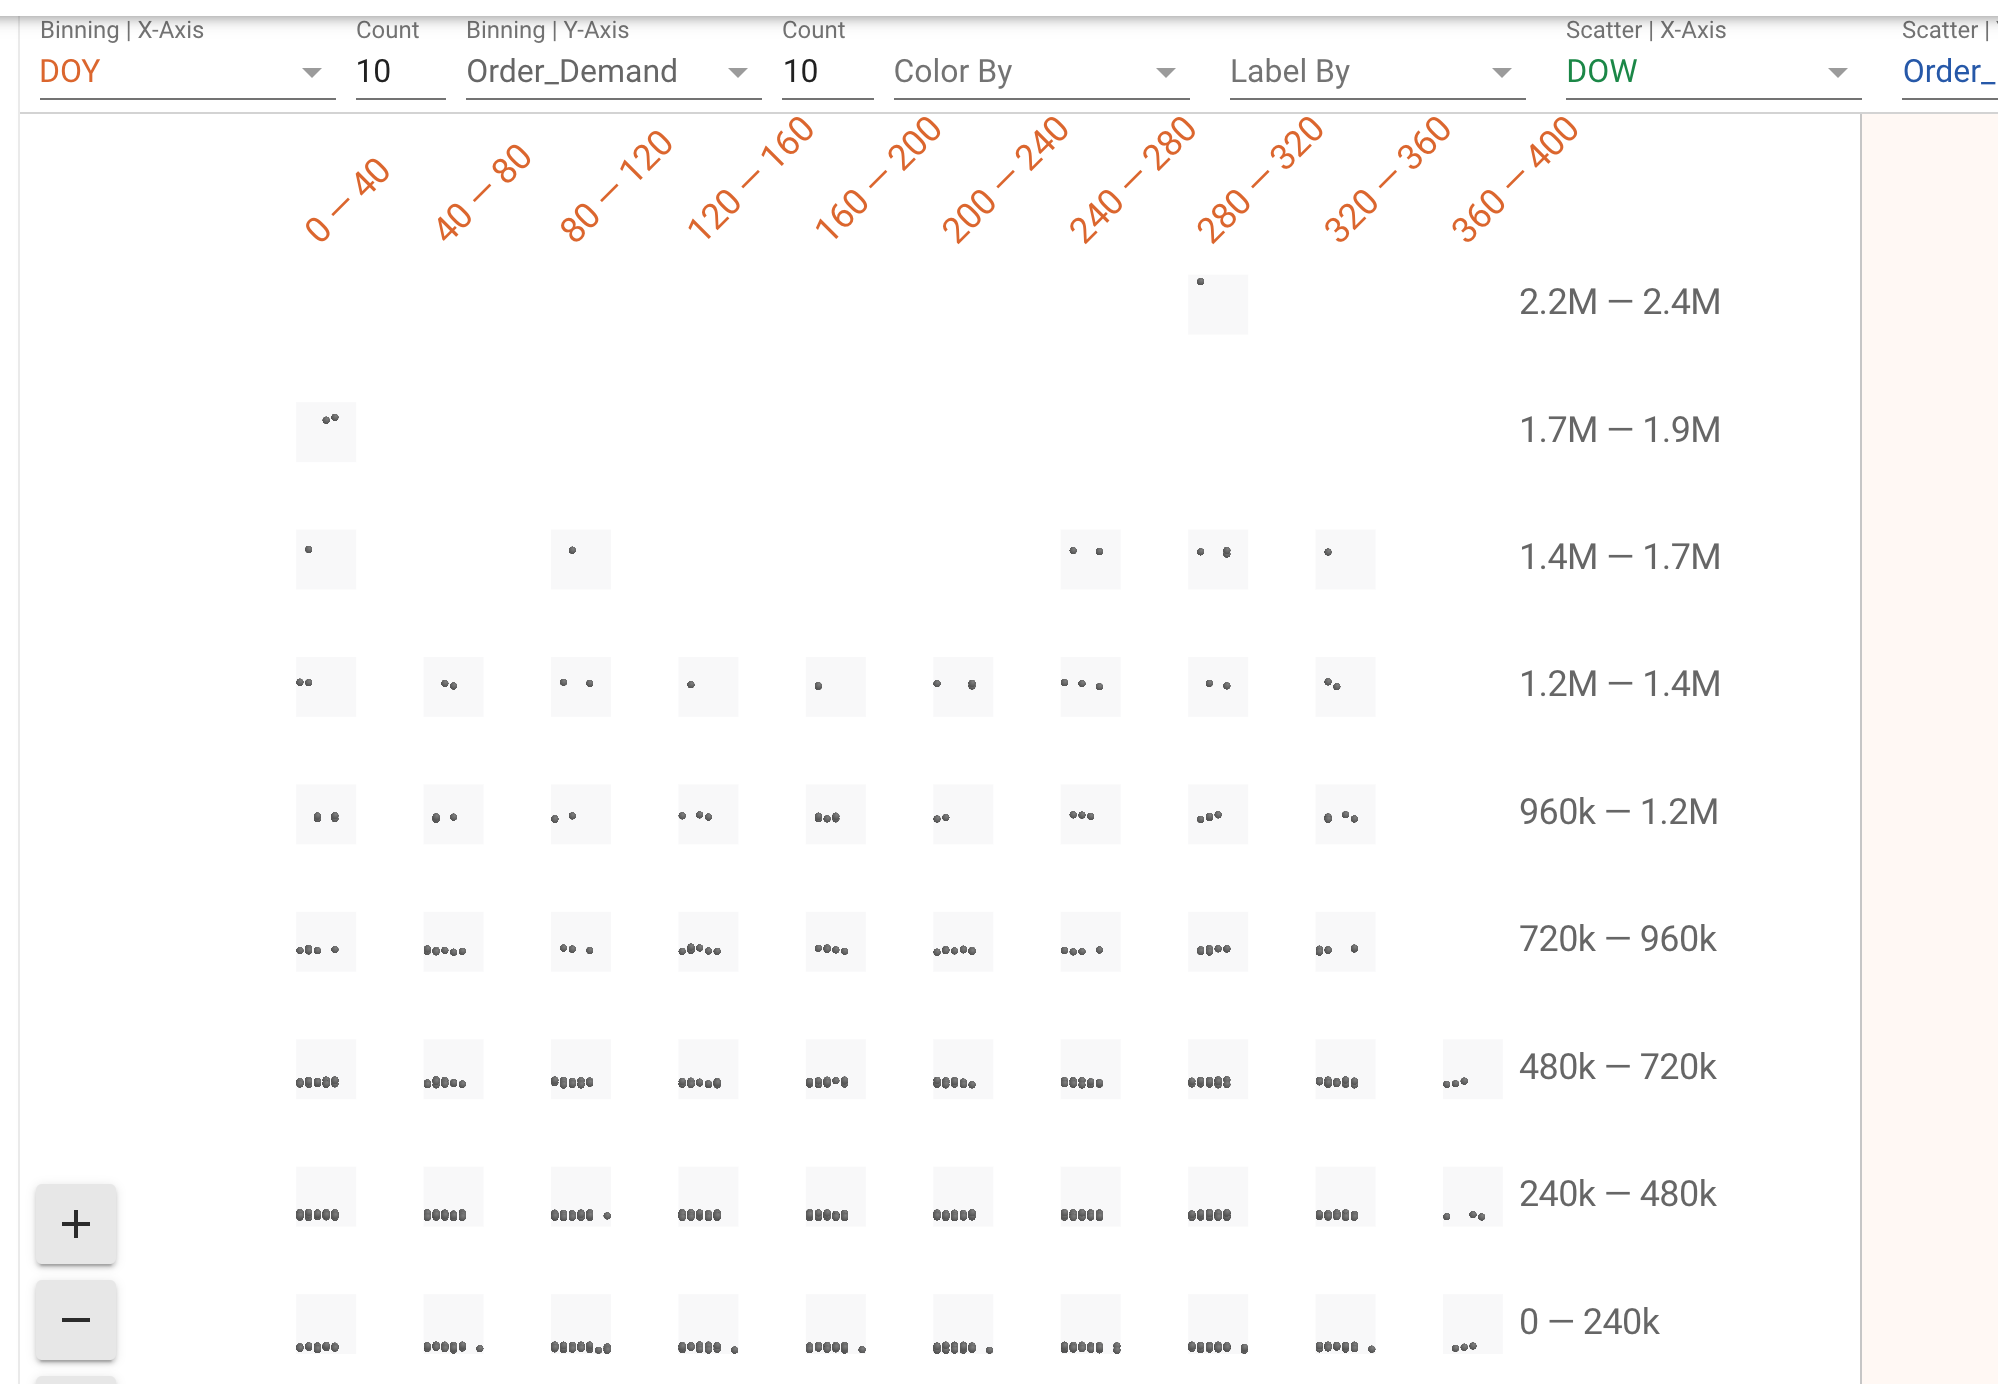 Binning | X-Axis Count Binning | Y-Axis Count Scatter | X-Axis Scatter |
DOY 10 Order_Demand 10 Color By Label By DOW Order_
0 — 40 40 — 80 80 — 120 120 — 160 160 — 200 200 — 240 240 — 280 280 — 320 320 — 360 360 — 400
2.2M — 2.4M
1.7M — 1.9M
1.4M — 1.7M
1.2M — 1.4M
960k — 1.2M
720k — 960k
480k — 720k
240k — 480k
0 — 240k